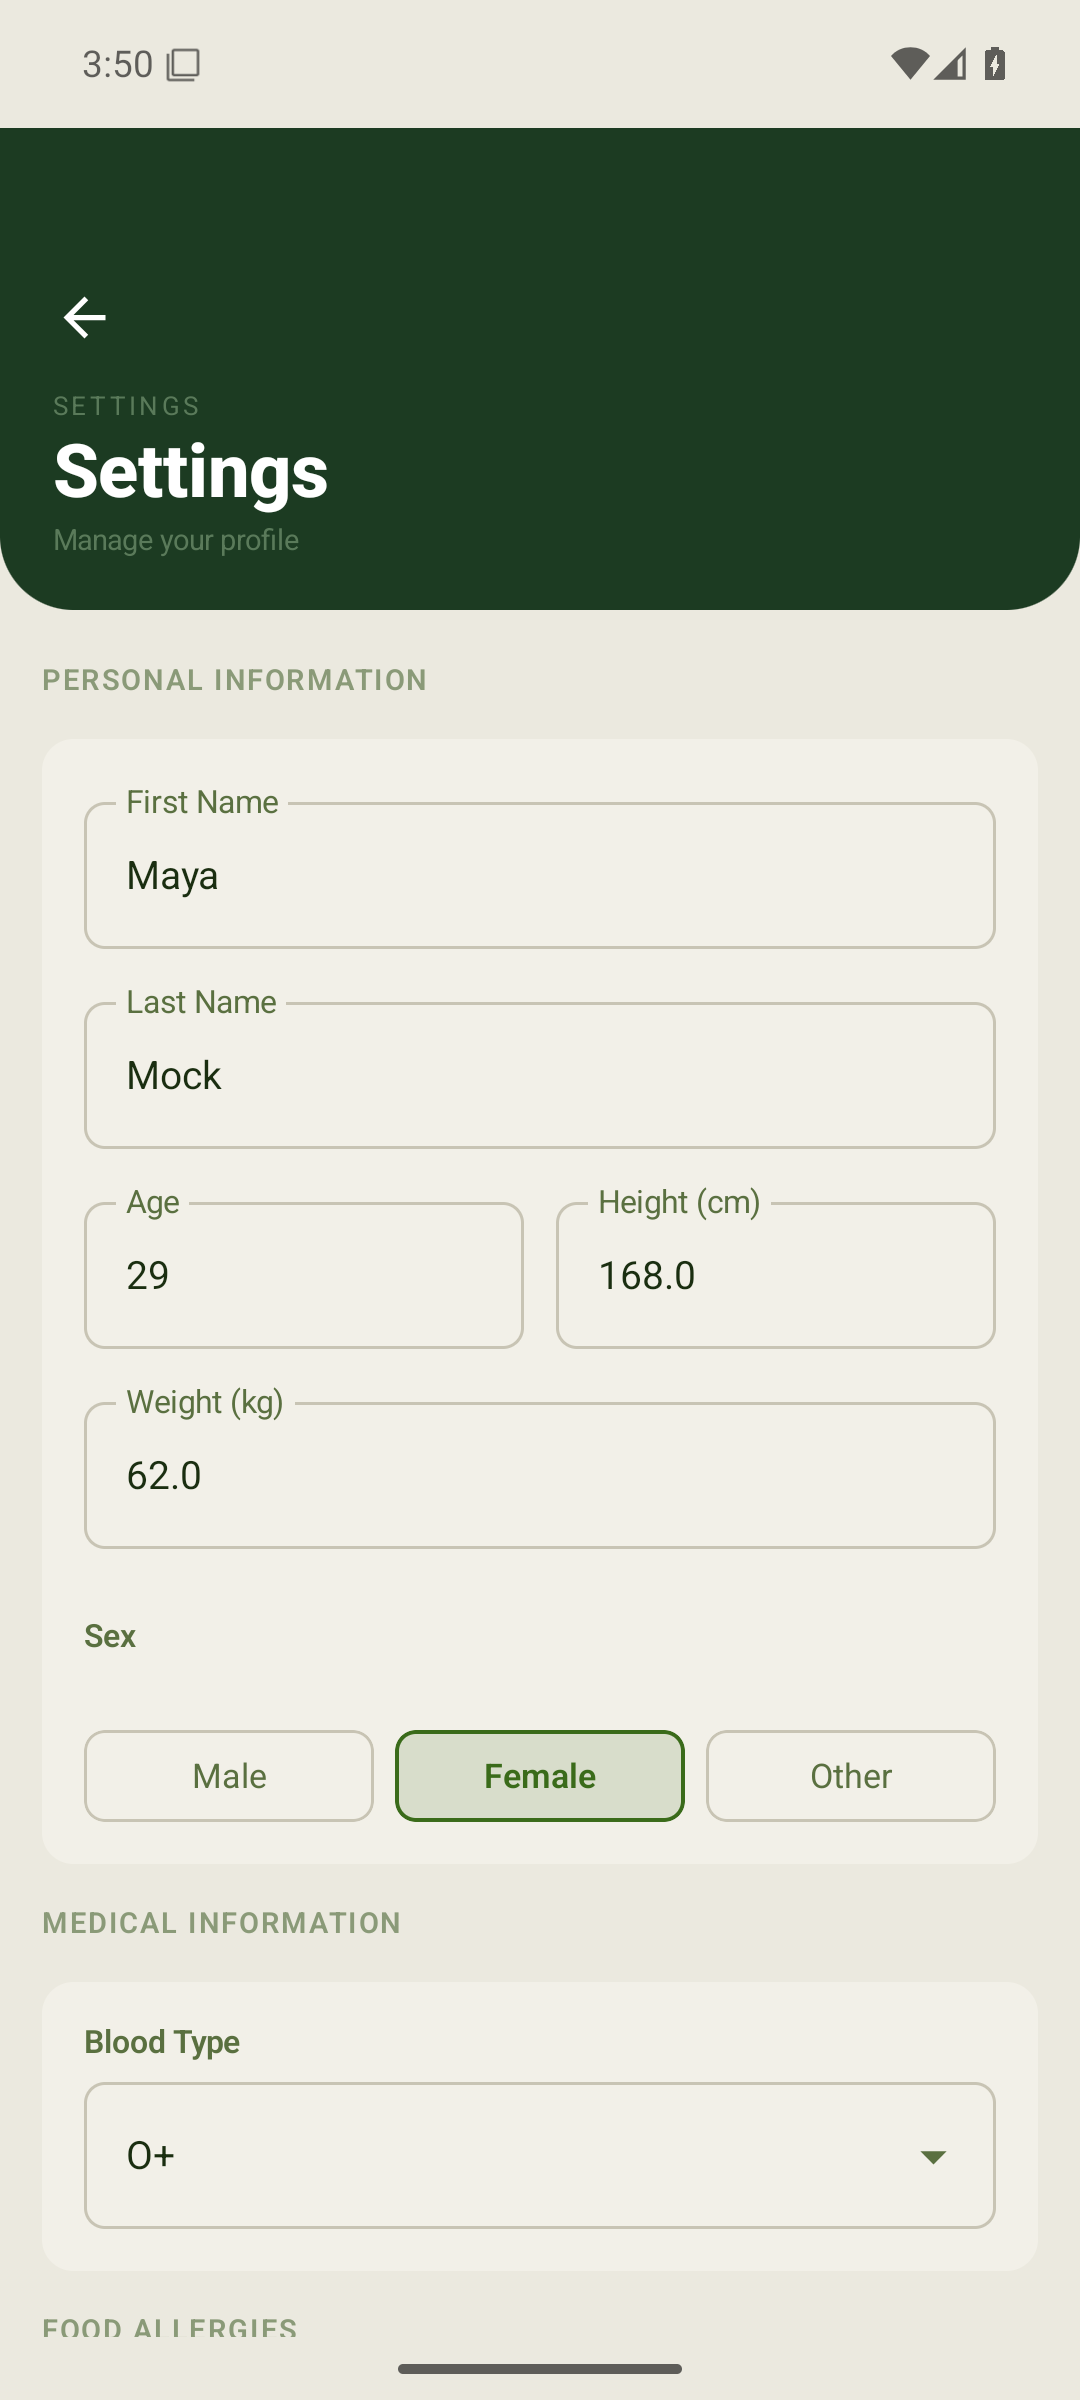 3:50
SETTINGS
Settings
Manage your profile
PERSONAL INFORMATION
First Name
Maya
Last Name
Mock
Age
Height (cm)
29
168.0
Weight (kg)
62.0
Sex
Male
Female
Other
MEDICAL INFORMATION
Blood Type
O+
FOOD ALLERGIES